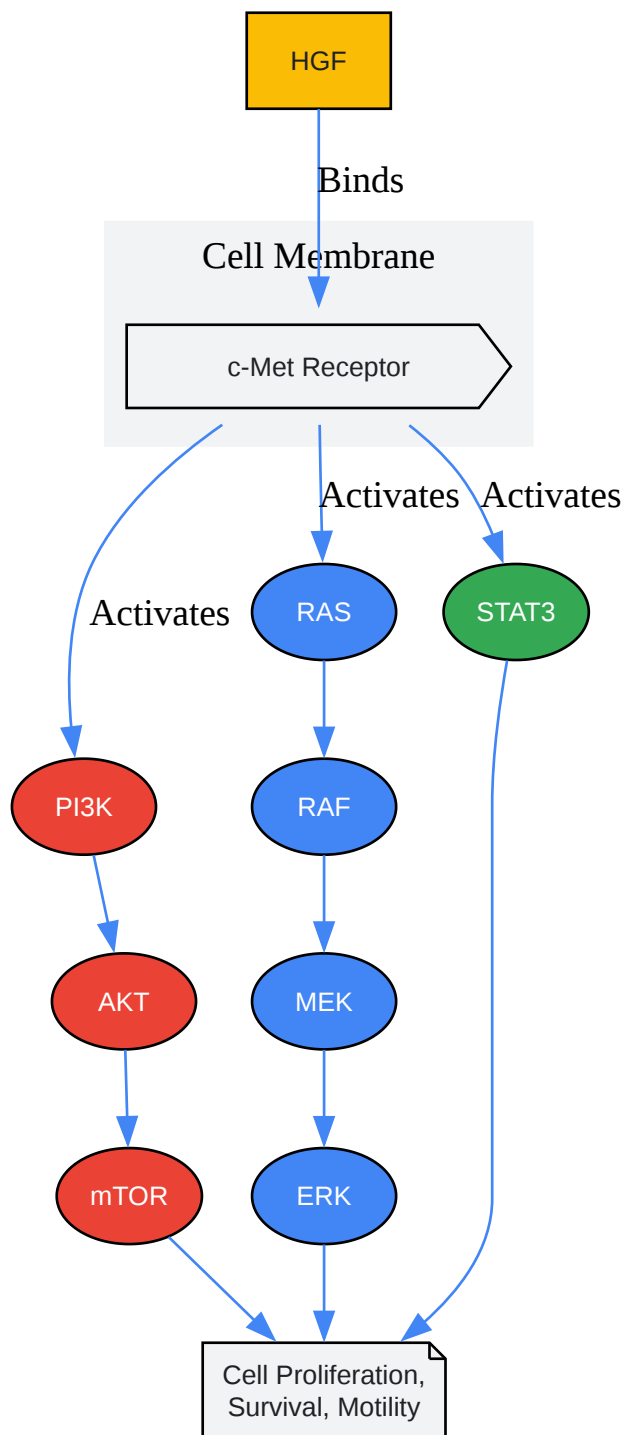 HGF
Binds
Cell Membrane
c-Met Receptor
Activates Activates
Activates
RAS
STAT3
PI3K
RAF
AKT
MEK
mTOR
ERK
Cell Proliferation,
Survival, Motility